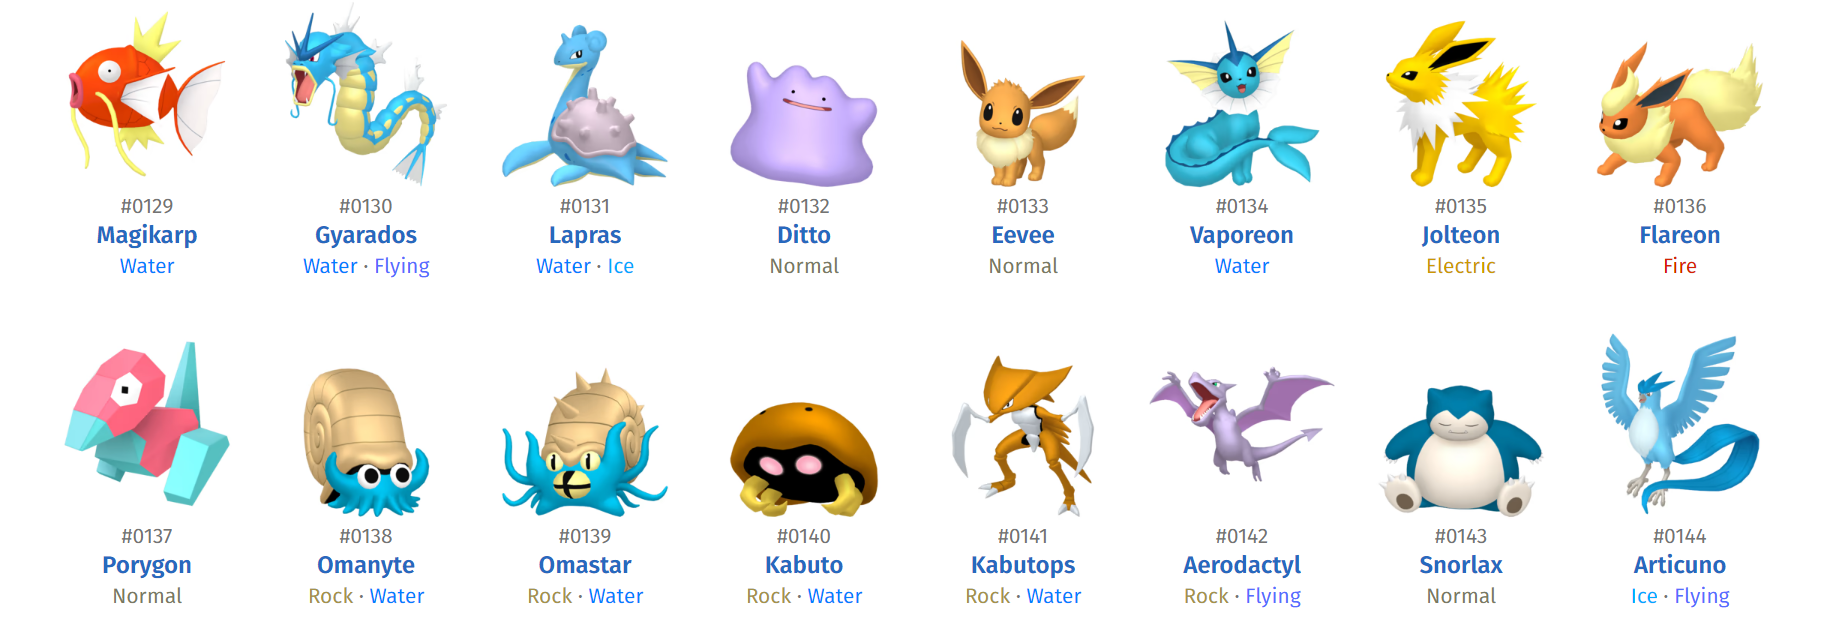 #0129 #0130 #0131 #0132 #0133 #0134 #0135 #0136
Magikarp Gyarados Lapras Ditto Eevee Vaporeon Jolteon Flareon
Water Water · Flying Water · Ice Normal Normal Water Electric Fire
#0137 #0138 #0139 #0140 #0141 #0142 #0143 #0144
Porygon Omanyte Omastar Kabuto Kabutops Aerodactyl Snorlax Articuno
Normal Rock · Water Rock · Water Rock · Water Rock · Water Rock · Flying Normal Ice · Flying